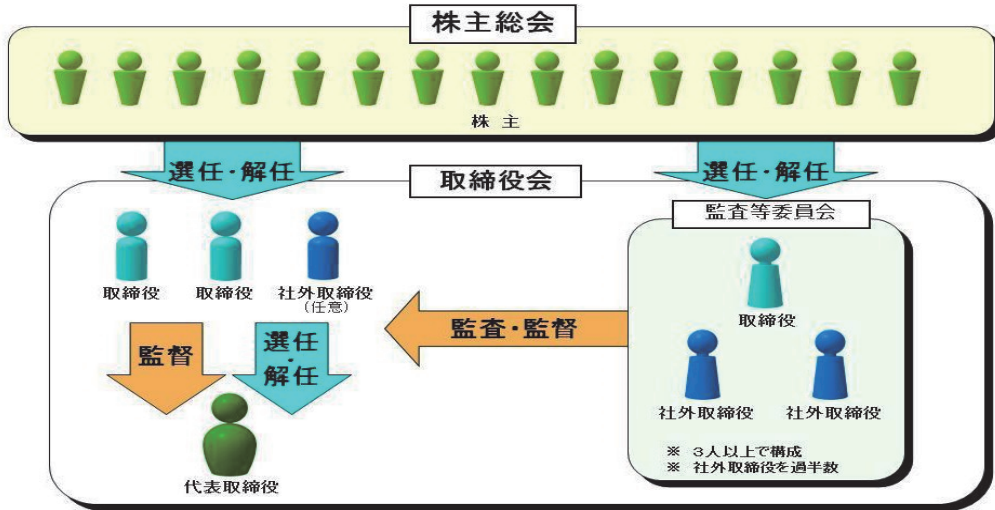 株主総会
株 主
選任・解任
選任・解任
取締役会
監査等委員会
取締役
取締役
社外取締役
(任意)
監督
選任
・
解任
代表取締役
監査・監督
取締役
社外取締役
社外取締役
※ 3人以上で構成
※ 社外取締役を過半数